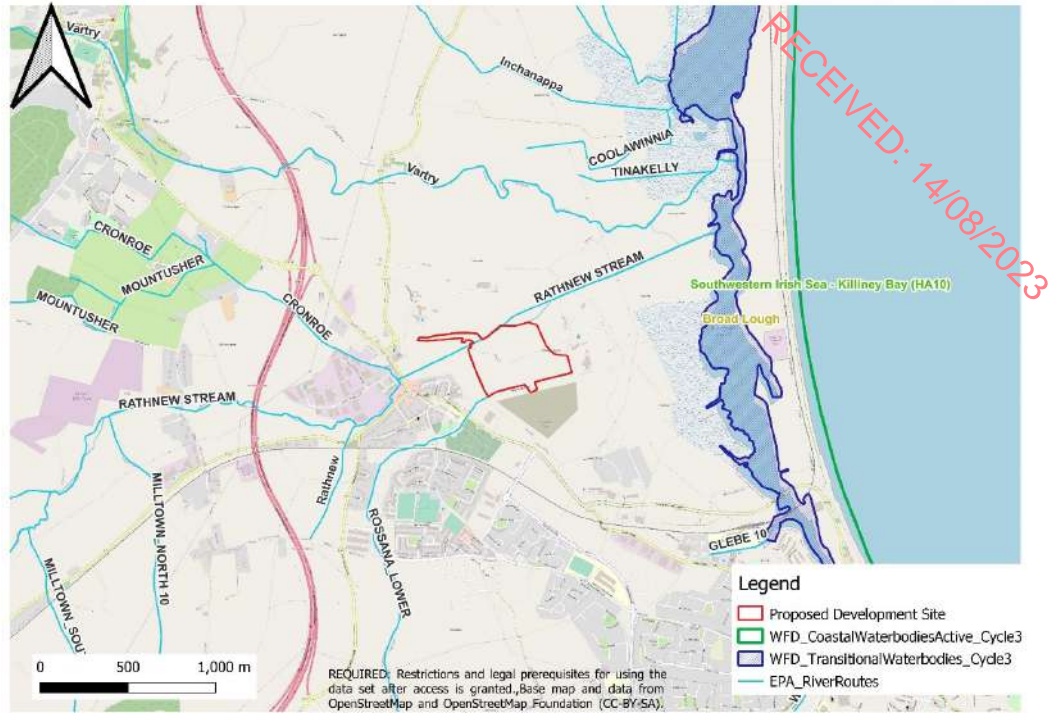 Vartry
Inchanappa
RECEIVED: 14/08/2023
COOLAWINNIA
TINAKELLY
Vartry
CRONROE
MOUNTUSHER
MOUNTUSHER
CRONROE
RATHNEW STREAM
Southwestern Irish Sea - Killiney Bay (HA10)
Broad Lough
RATHNEW STREAM
Rathnew
MILLTOWN_NORTH 10
ROSSANA_LOWER
MILLTOWN_SOU
GLEBE 10
Legend
Proposed Development Site
WFD_CoastalWaterbodiesActive_Cycle3
WFD_TransitionalWaterbodies_Cycle3
EPA_RiverRoutes
0 500 1,000 m
REQUIRED: Restrictions and legal prerequisites for using the
data set after access is granted.,Base map and data from
OpenStreetMap and OpenStreetMap Foundation (CC-BY-SA).